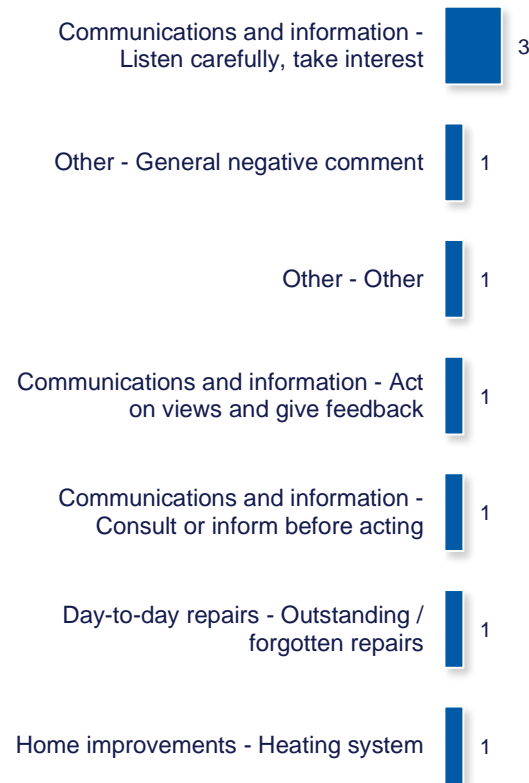 Communications and information -
Listen carefully, take interest
3
Other - General negative comment
1
Other - Other
1
Communications and information - Act
on views and give feedback
1
Communications and information -
Consult or inform before acting
1
Day-to-day repairs - Outstanding /
forgotten repairs
1
Home improvements - Heating system
1